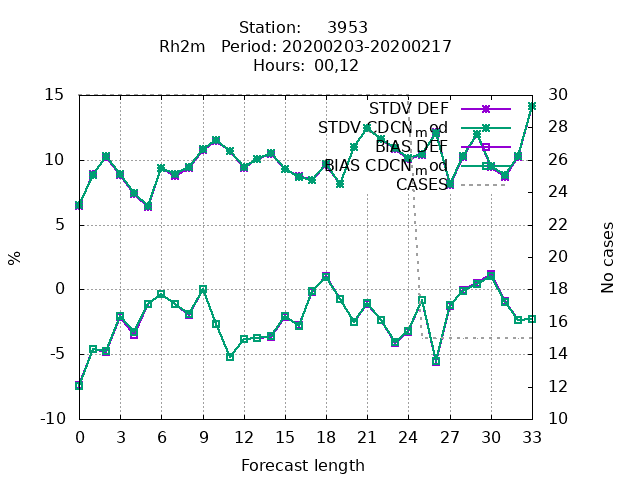 Station: 3953
Rh2m Period: 20200203-20200217
Hours: 00,12
STDV DEF
STDV CDCN_mod
BIAS DEF
BIAS CDCN_mod
CASES
%
No cases
15
10
5
0
-5
-10
30
28
26
24
22
20
18
16
14
12
10
0 3 6 9 12 15 18 21 24 27 30 33
Forecast length